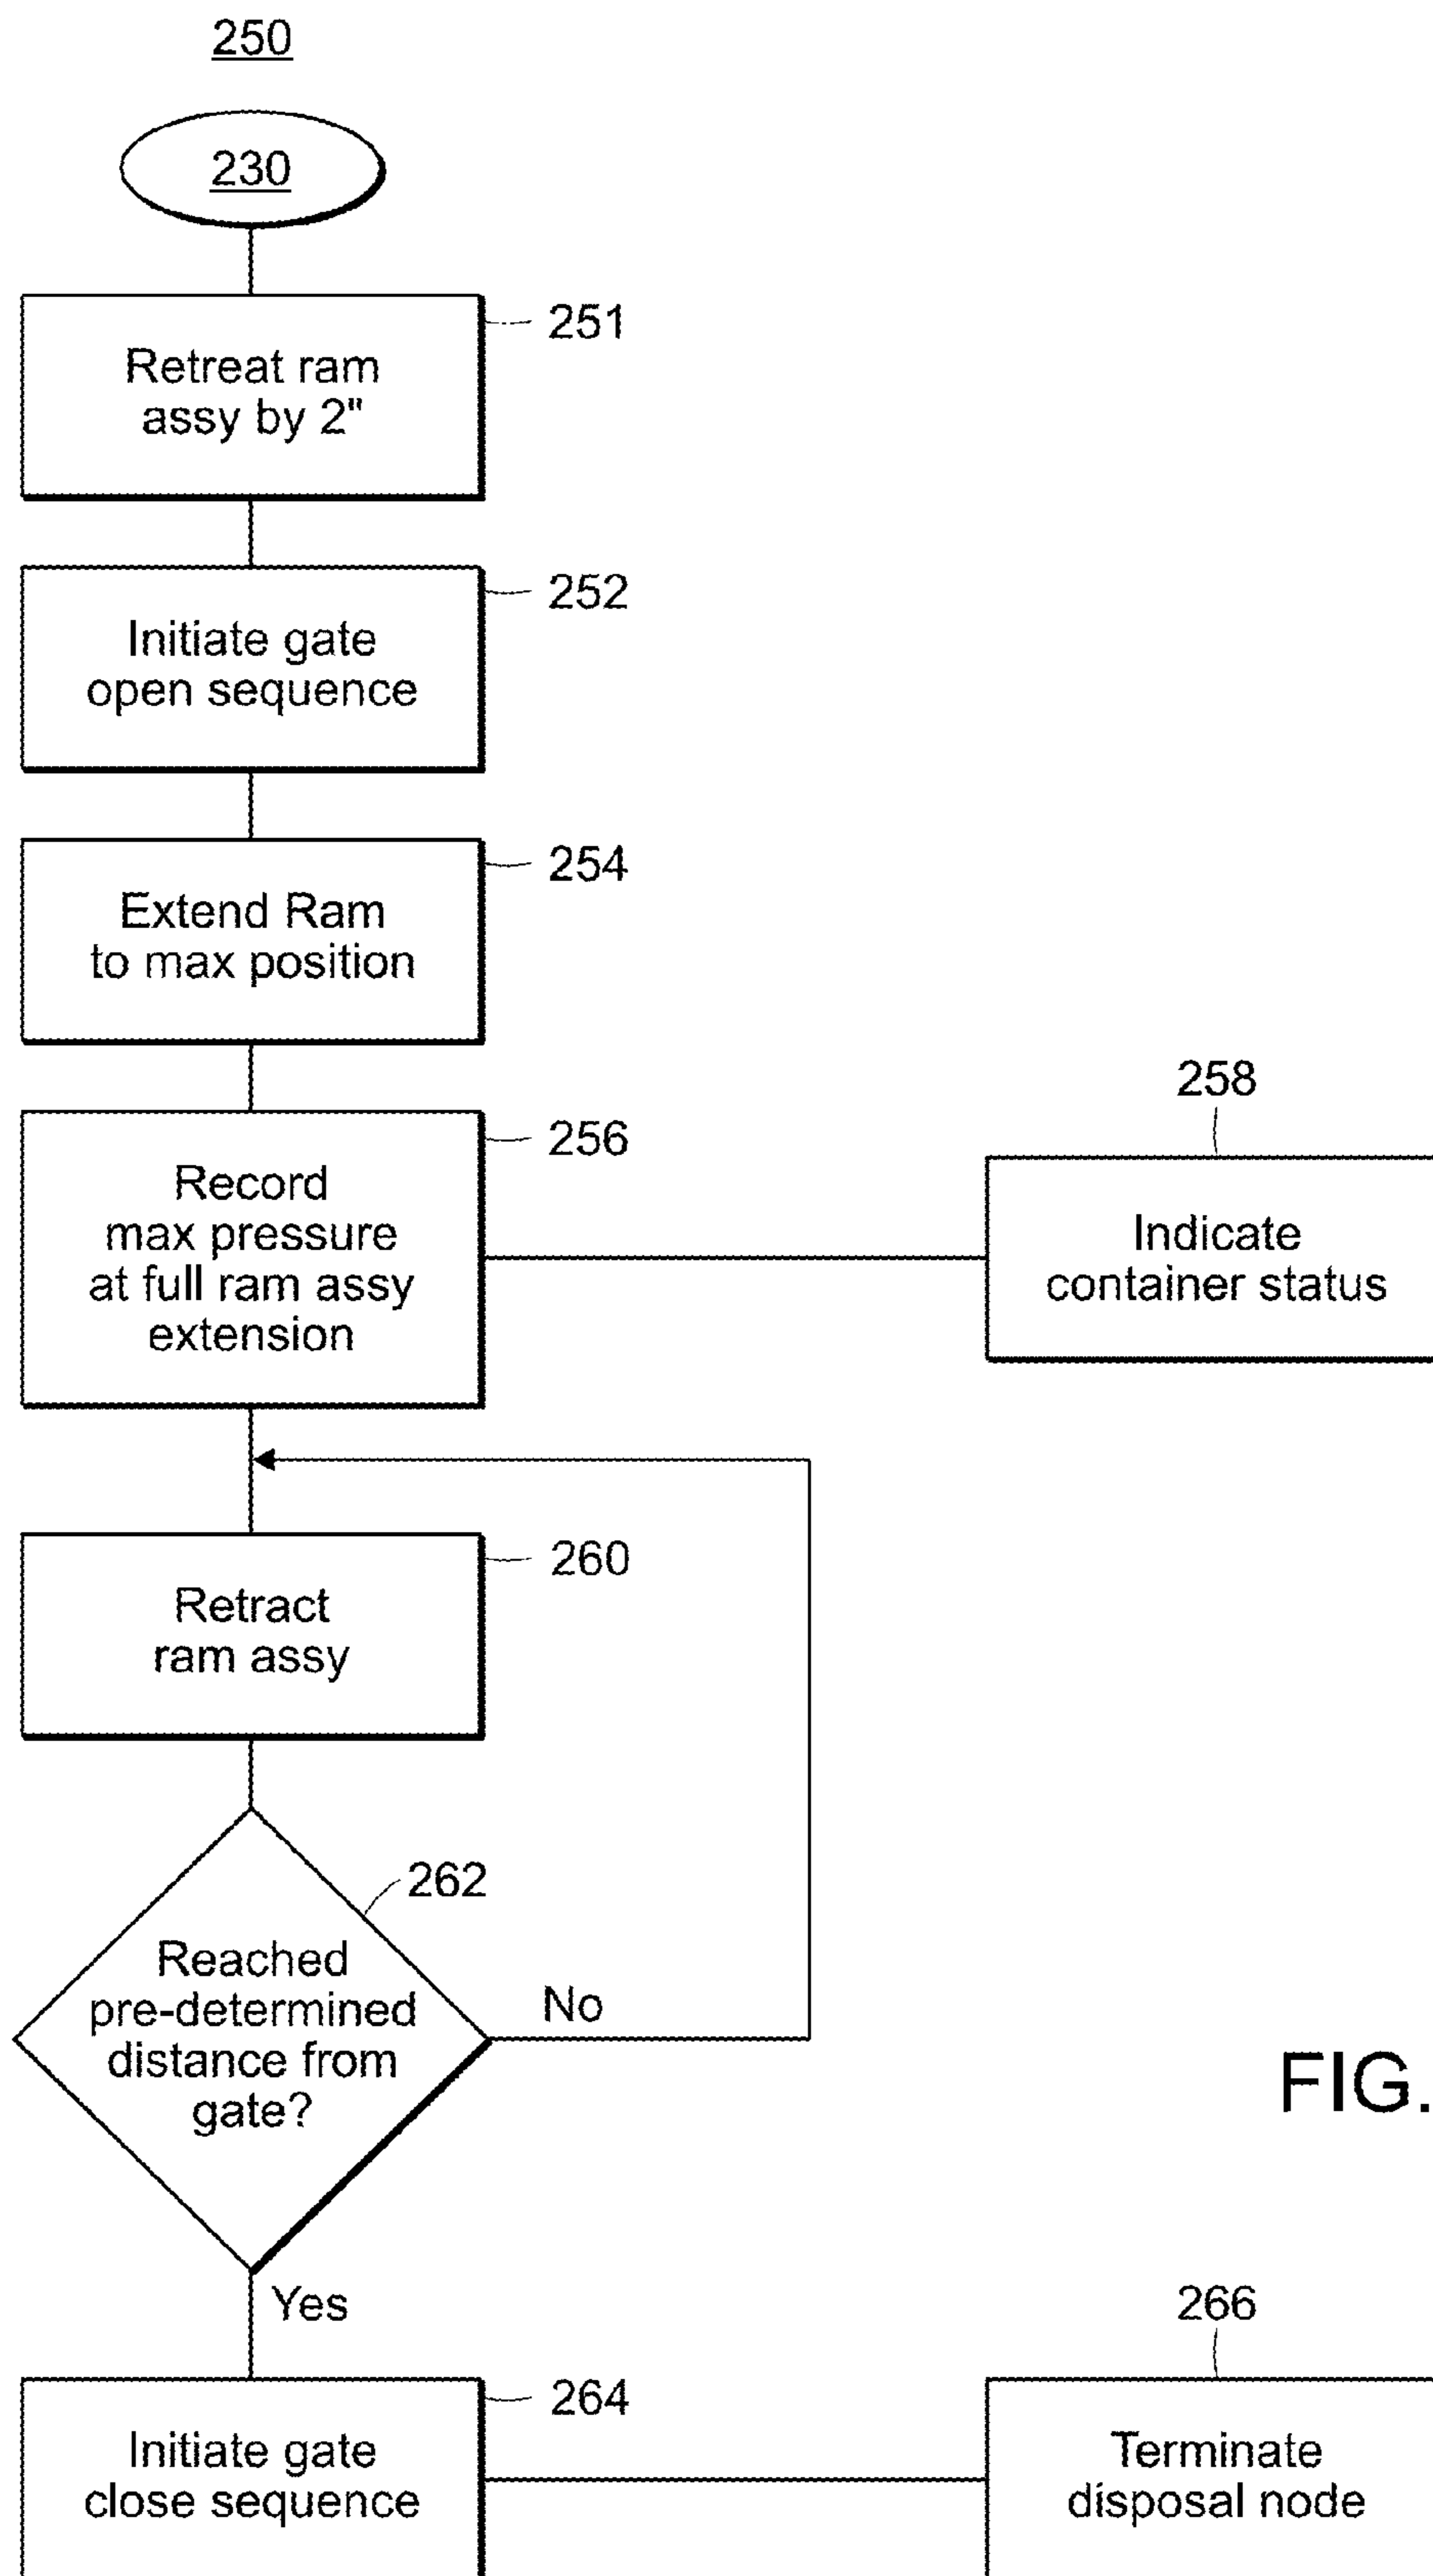 250
230
251
Retreat ram
assy by 2"
252
Initiate gate
open sequence
254
Extend Ram
to max position
256
Record
max pressure
at full ram assy
extension
258
Indicate
container status
260
Retract
ram assy
262
Reached
pre-determined
distance from
gate?
No
FIG.
Yes
264
Initiate gate
close sequence
266
Terminate
disposal node